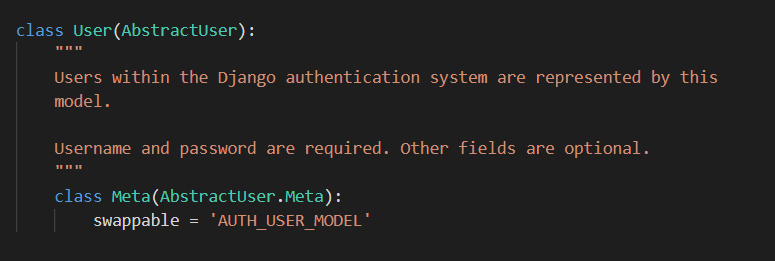 class User(AbstractUser):
"""
Users within the Django authentication system are represented by this
model.
Username and password are required. Other fields are optional.
"""
class Meta(AbstractUser.Meta):
swappable = 'AUTH_USER_MODEL'